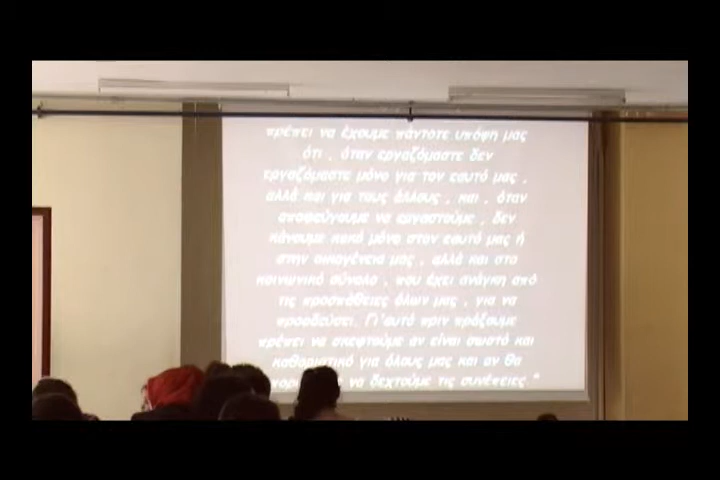 πρέπει να έχουμε πάντοτε υπόψη μας
ότι , όταν εργαζόμαστε δεν
εργαζόμαστε μόνο για τον εαυτό μας ,
αλλά και για τους άλλους , και , όταν
αποφεύγουμε να εργαστούμε , δεν
κάνουμε κακό μόνο στον εαυτό μας ή
στην οικογένεια μας , αλλά και στο
κοινωνικό σύνολο , που έχει ανάγκη από
τις προσπάθειες όλων μας , για να
προοδεύσει. Γι'αυτό πριν πράξουμε
πρέπει να σκεφτούμε αν είναι σωστό και
καθοριστικό για όλους μας και αν θα
να δεχτούμε τις συνέπειες "